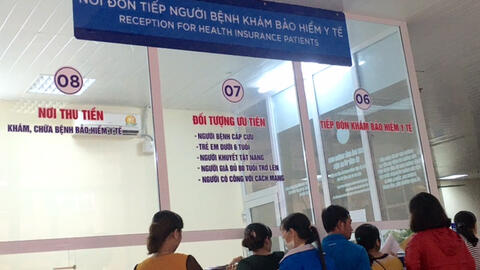 NƠI ĐÓN TIẾP NGƯỜI BỆNH KHÁM BẢO HIỂM Y TẾ
RECEPTION FOR HEALTH INSURANCE PATIENTS
08
NƠI THU TIỀN
KHÁM, CHỮA BỆNH BẢO HIỂM Y TẾ
07
ĐỐI TƯỢNG ƯU TIÊN
- NGƯỜI BỆNH CẤP CỨU
- TRẺ EM DƯỚI 6 TUỔI
- NGƯỜI KHUYẾT TẬT NẶNG
- NGƯỜI GIÀ ĐỦ 80 TUỔI TRỞ LÊN
- NGƯỜI CÓ CÔNG VỚI CÁCH MẠNG
06
TIẾP ĐÓN KHÁM BẢO HIỂM Y TẾ